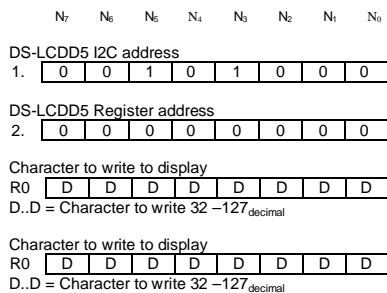 N₇ N₆ N₅ N₄ N₃ N₂ N₁ N₀
DS-LCDD5 I2C address
1. 0 0 1 0 1 0 0 0
DS-LCDD5 Register address
2. 0 0 0 0 0 0 0 0
Character to write to display
R0 D D D D D D D D
D..D = Character to write 32 –127decimal
Character to write to display
R0 D D D D D D D D
D..D = Character to write 32 –127decimal